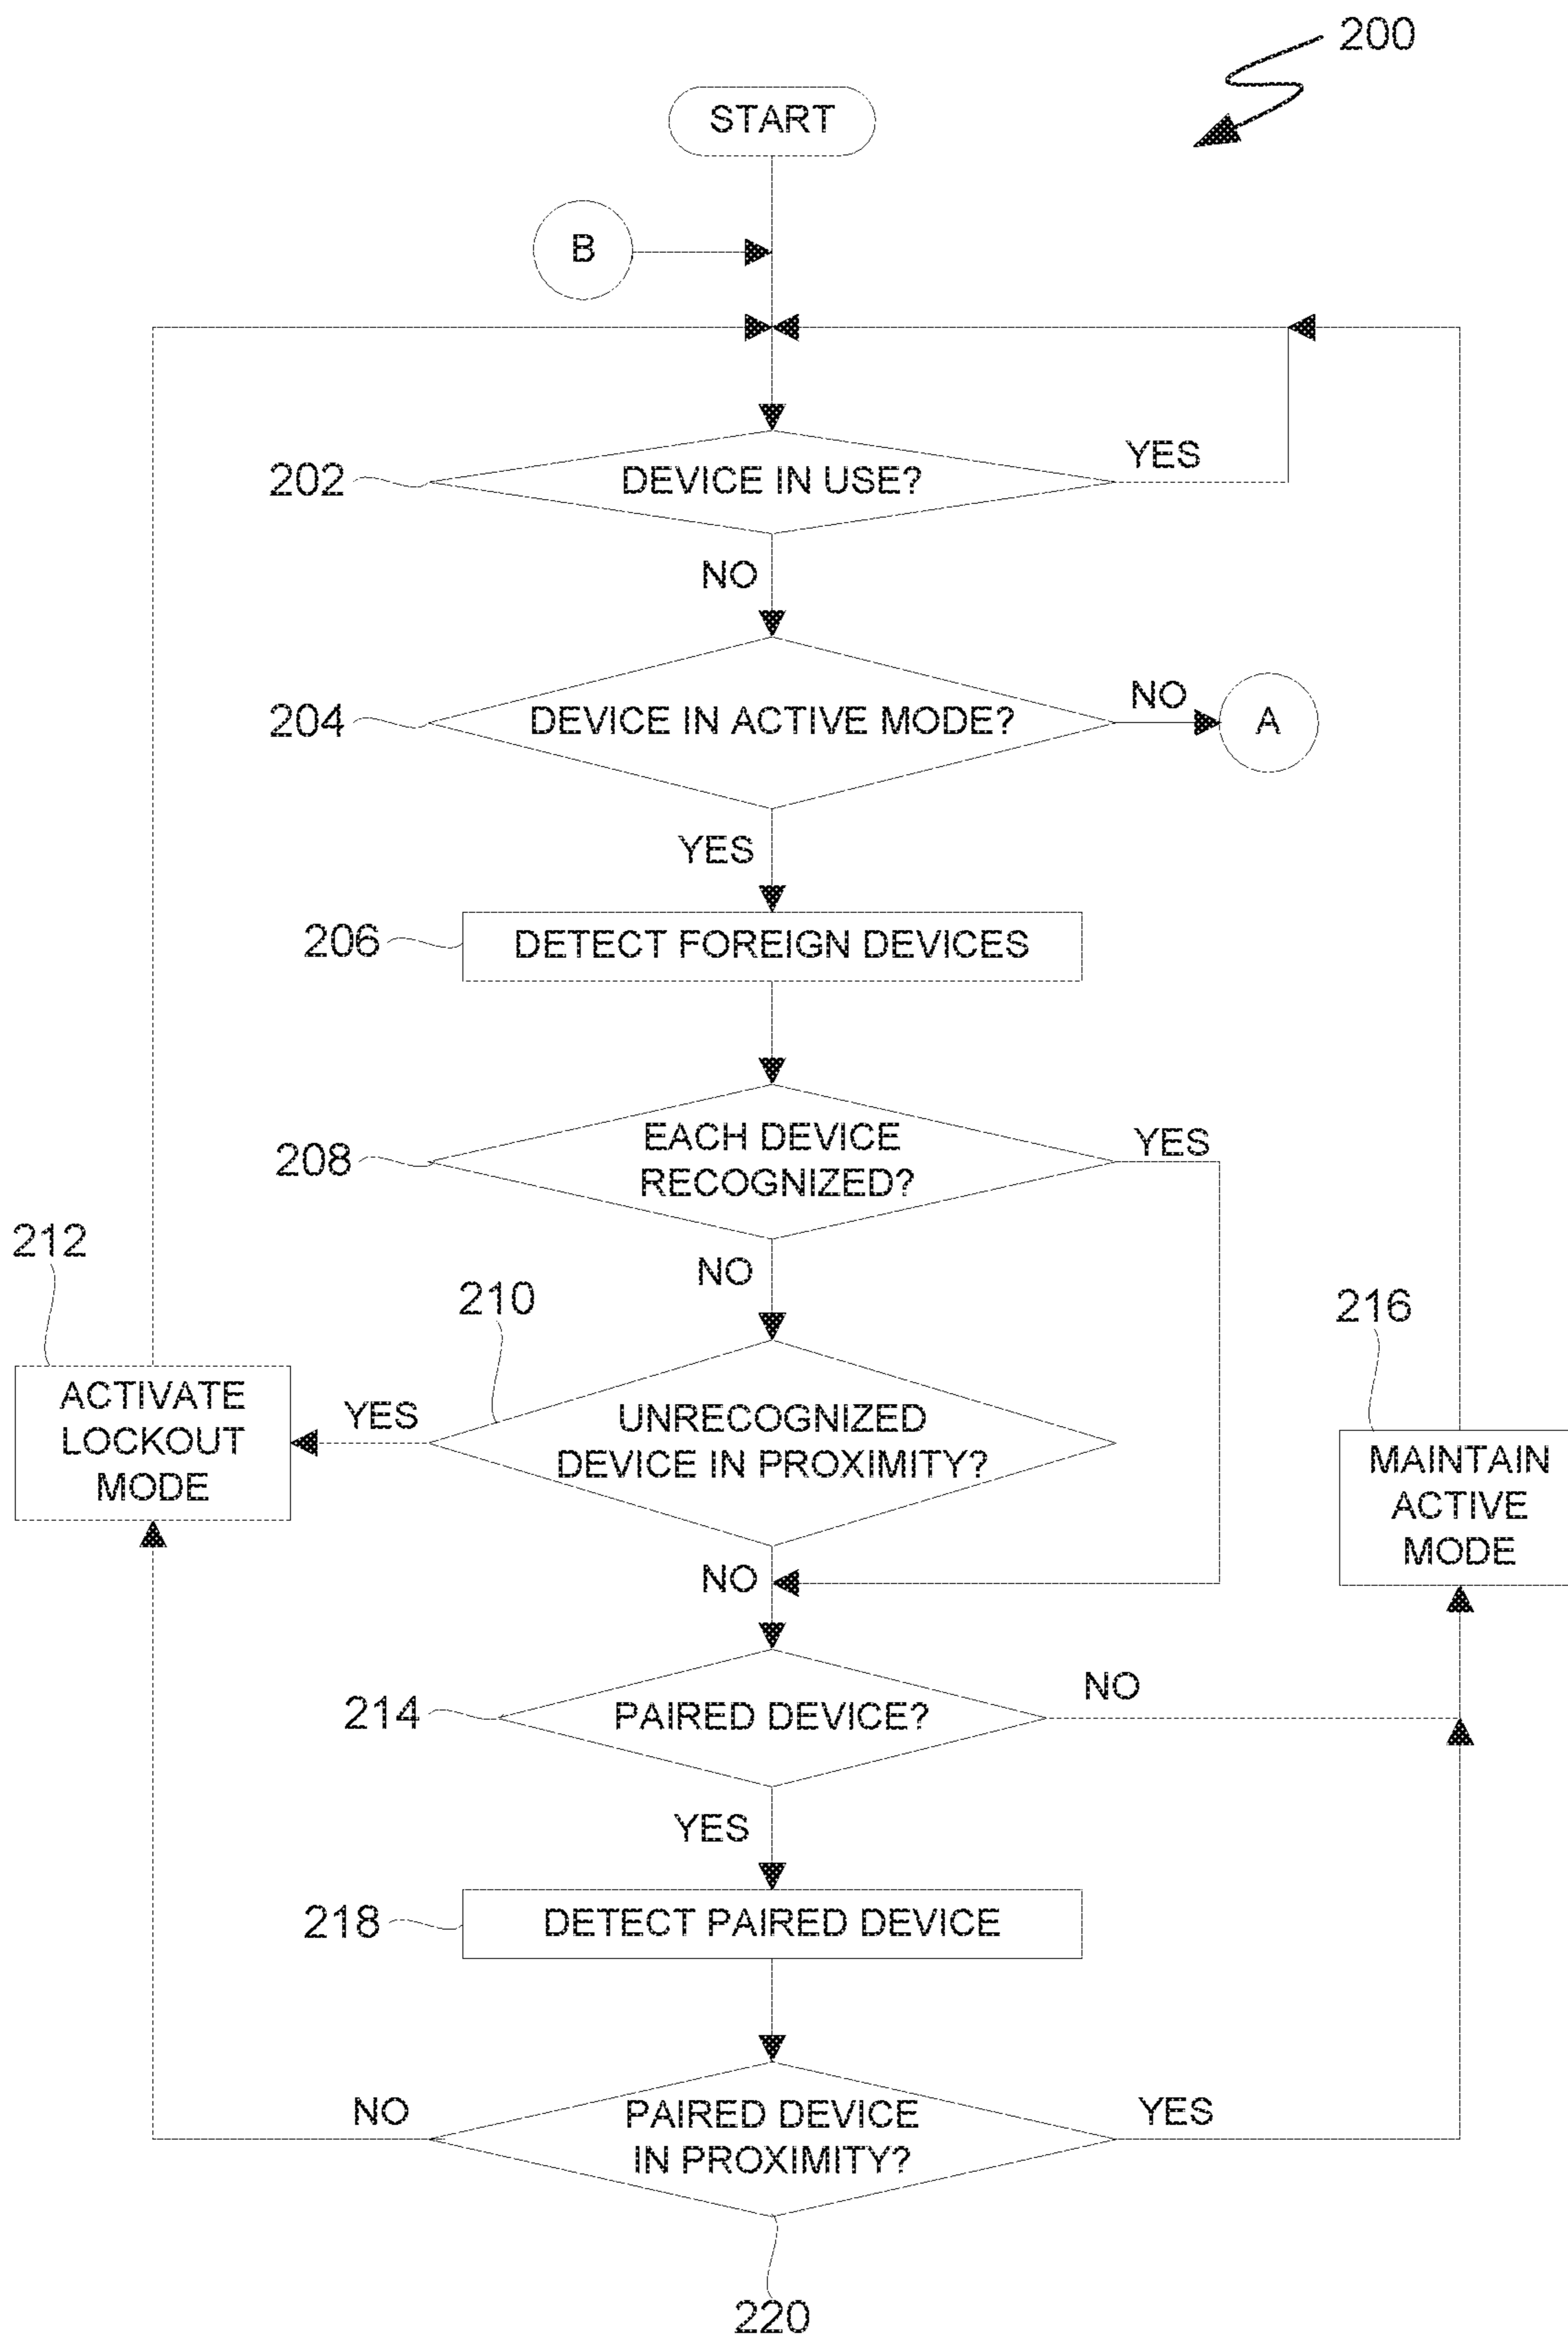 200
START
B
202
DEVICE IN USE?
YES
NO
204
DEVICE IN ACTIVE MODE?
NO
A
YES
206
DETECT FOREIGN DEVICES
208
EACH DEVICE
RECOGNIZED?
YES
NO
212
210
216
ACTIVATE
LOCKOUT
MODE
YES
UNRECOGNIZED
DEVICE IN PROXIMITY?
MAINTAIN
ACTIVE
MODE
NO
214
PAIRED DEVICE?
NO
YES
218
DETECT PAIRED DEVICE
NO
PAIRED DEVICE
IN PROXIMITY?
YES
220